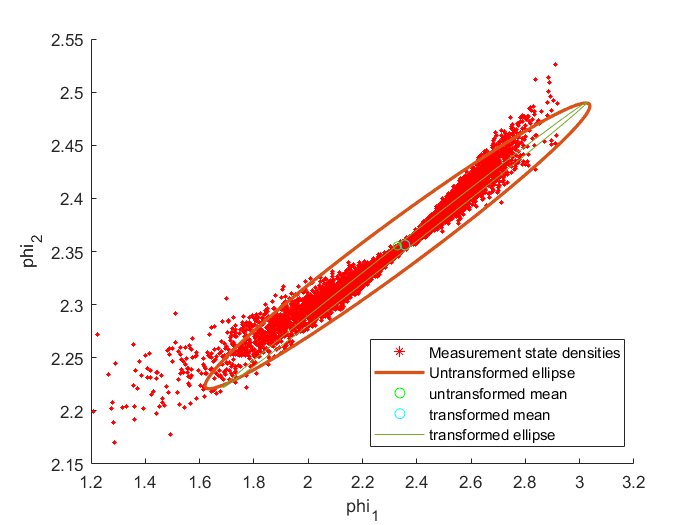 2.55
2.5
2.45
2.4
2.35
2.3
2.25
2.2
2.15
phi2
1.2 1.4 1.6 1.8 2 2.2 2.4 2.6 2.8 3 3.2
phi1
Measurement state densities
Untransformed ellipse
untransformed mean
transformed mean
transformed ellipse